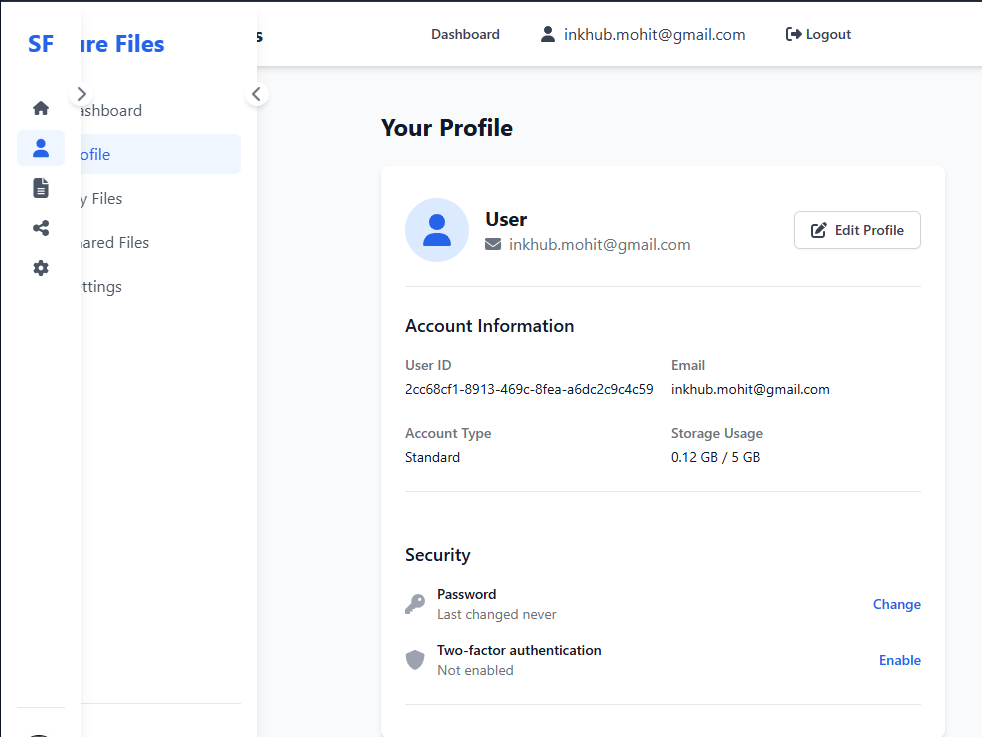 SF
ure Files
s
Dashboard
inkhub.mohit@gmail.com
Logout
ashboard
ofile
y Files
ared Files
ttings
Your Profile
User
inkhub.mohit@gmail.com
Edit Profile
Account Information
User ID
Email
2cc68cf1-8913-469c-8fea-a6dc2c9c4c59
inkhub.mohit@gmail.com
Account Type
Storage Usage
Standard
0.12 GB / 5 GB
Security
Password
Last changed never
Change
Two-factor authentication
Not enabled
Enable